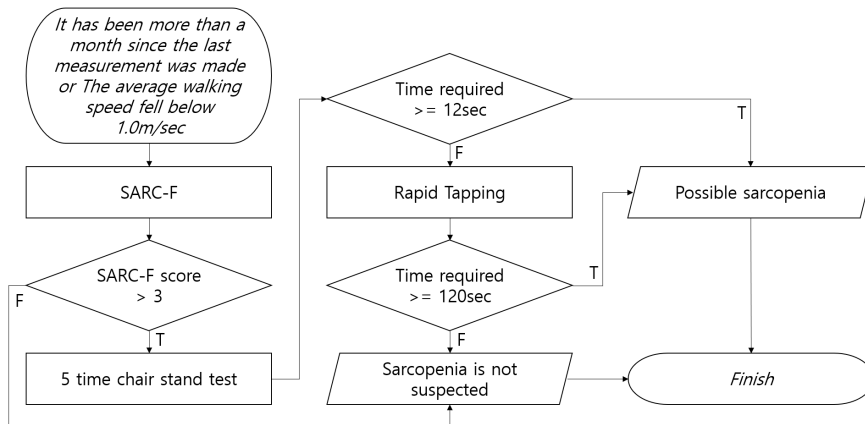 It has been more than a
month since the last
measurement was made
or The average walking
speed fell below
1.0m/sec
SARC-F
SARC-F score
> 3
F
T
5 time chair stand test
Time required
>= 12sec
T
F
Rapid Tapping
Time required
>= 120sec
T
F
Sarcopenia is not
suspected
Possible sarcopenia
Finish